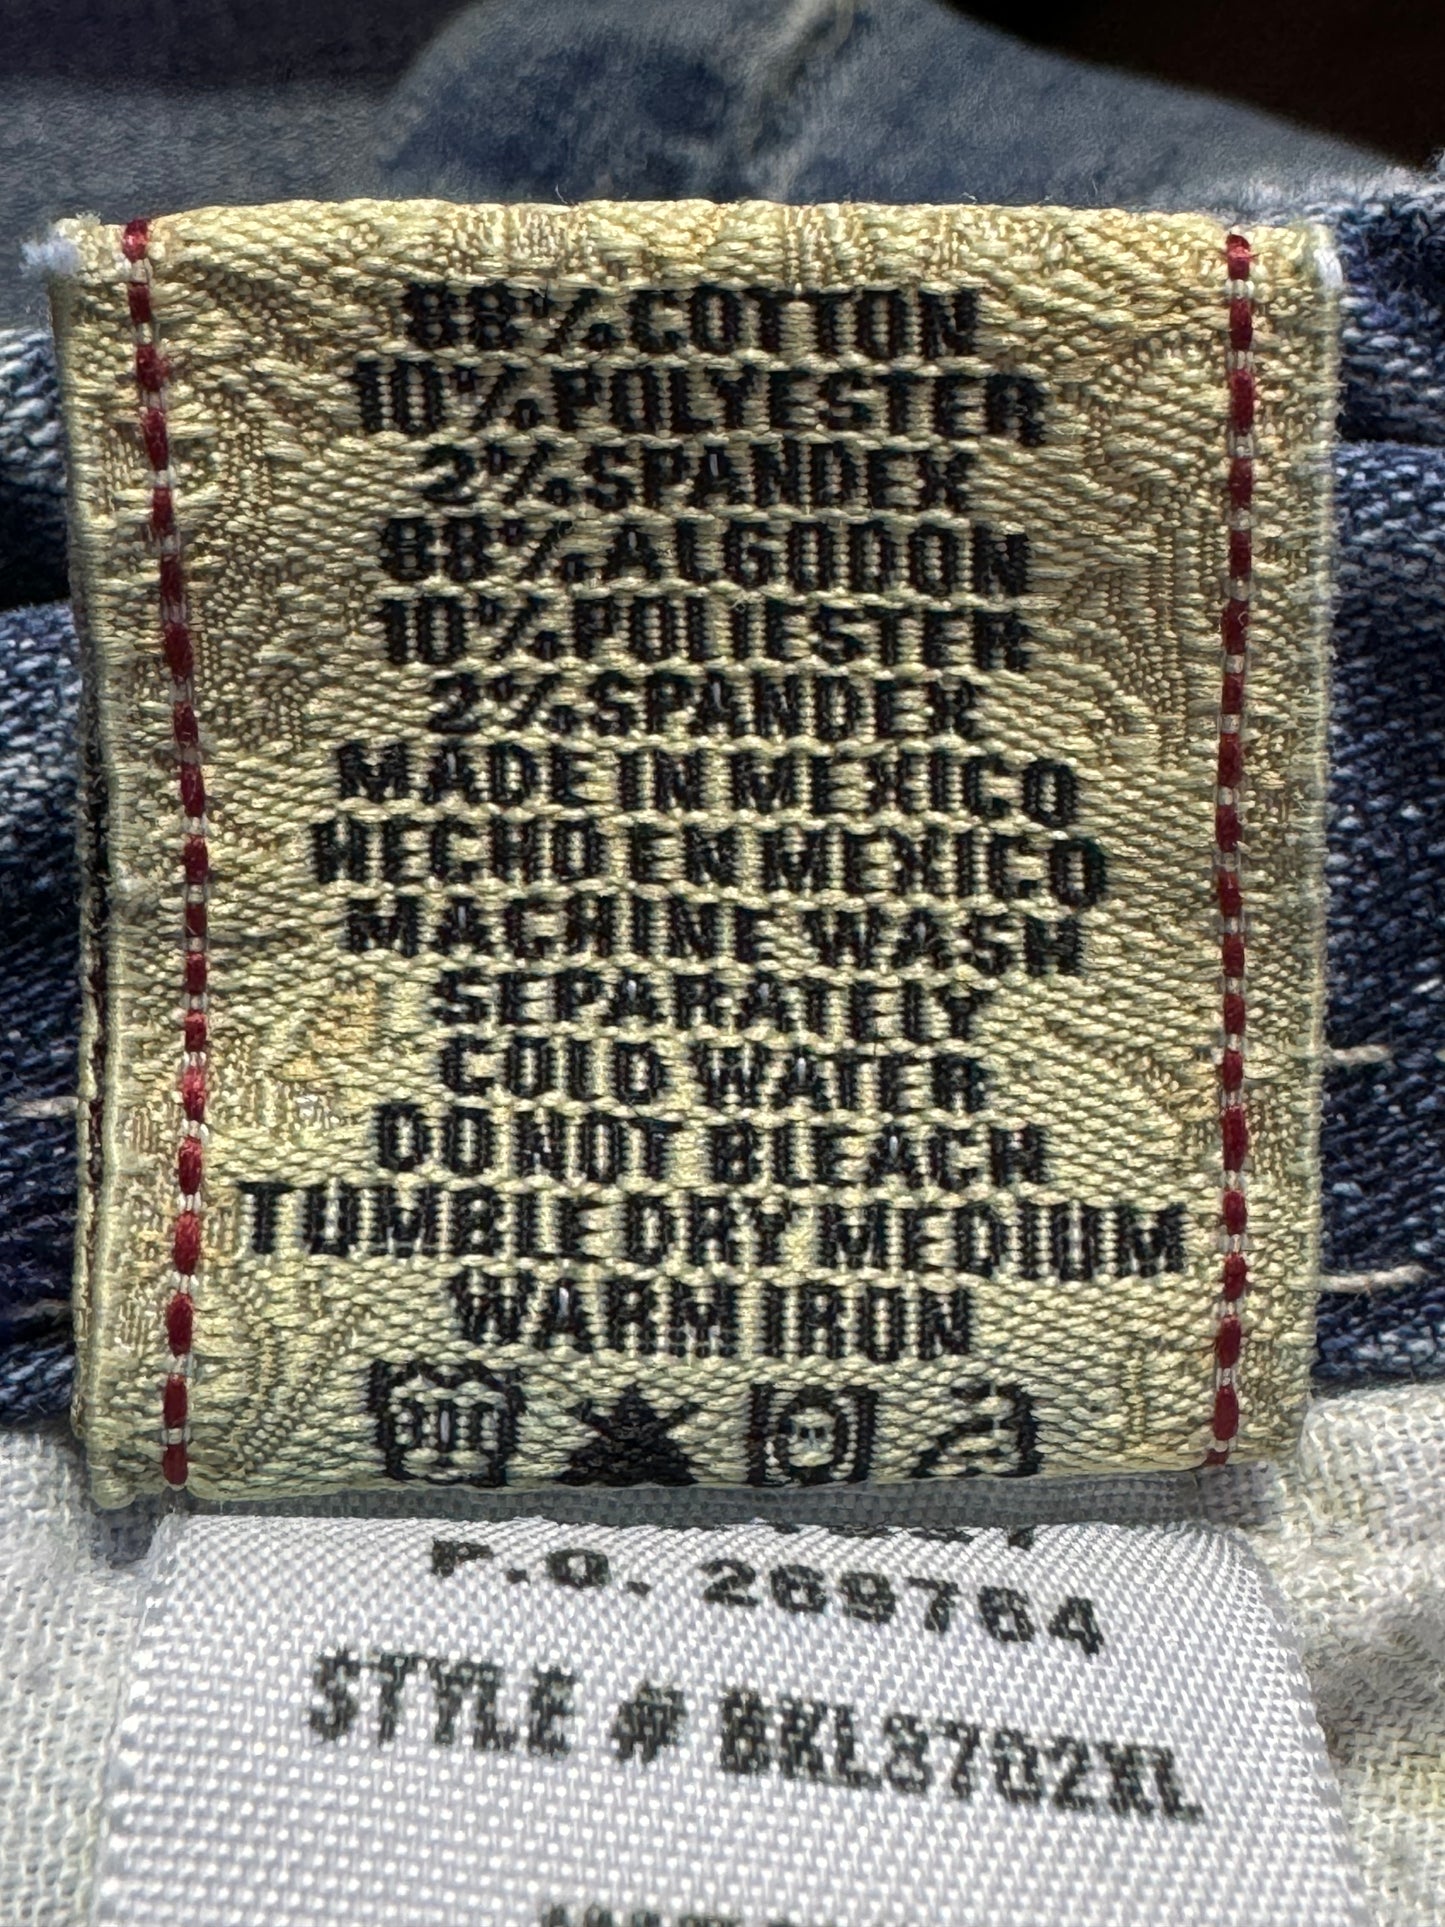 88% COTTON
10% POLYESTER
2% SPANDEX
88% ALGODON
10% POLIESTER
2% SPANDEX
MADE IN MEXICO
HECHO EN MEXICO
MACHINE WASH
SEPARATELY
COLD WATER
DO NOT BLEACH
TUMBLE DRY MEDIUM
WARM IRON
P.O. 269764
STYLE # BKL8702XL